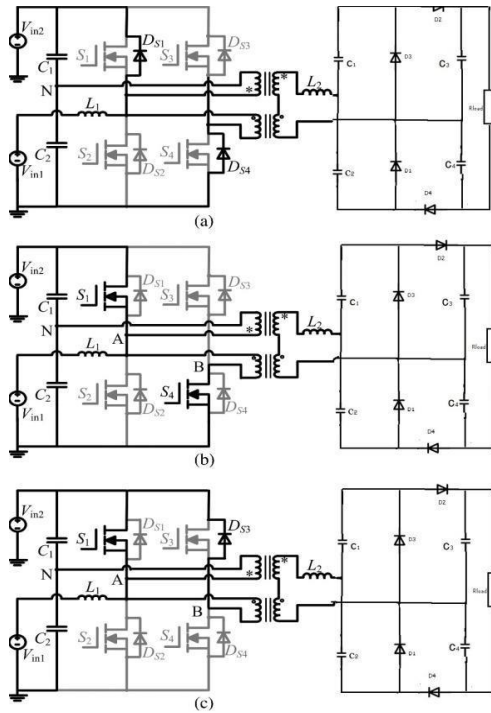 Vin2 C1 S1 DS1 S3 DS3 D2
N L2 C1 D3 C3
* * Rload
L1
C2 S2 DS2 S4 DS4 C2 D1 C4
Vin1 D4
(a)
Vin2 C1 S1 DS1 S3 DS3 D2
N A L2 C1 D3 C3
* * Rload
L1 B
C2 S2 DS2 S4 DS4 C2 D1 C4
Vin1 D4
(b)
Vin2 C1 S1 DS1 S3 DS3 D2
N A L2 C1 D3 C3
* * Rload
L1 B
C2 S2 DS2 S4 DS4 C2 D1 C4
Vin1 D4
(c)